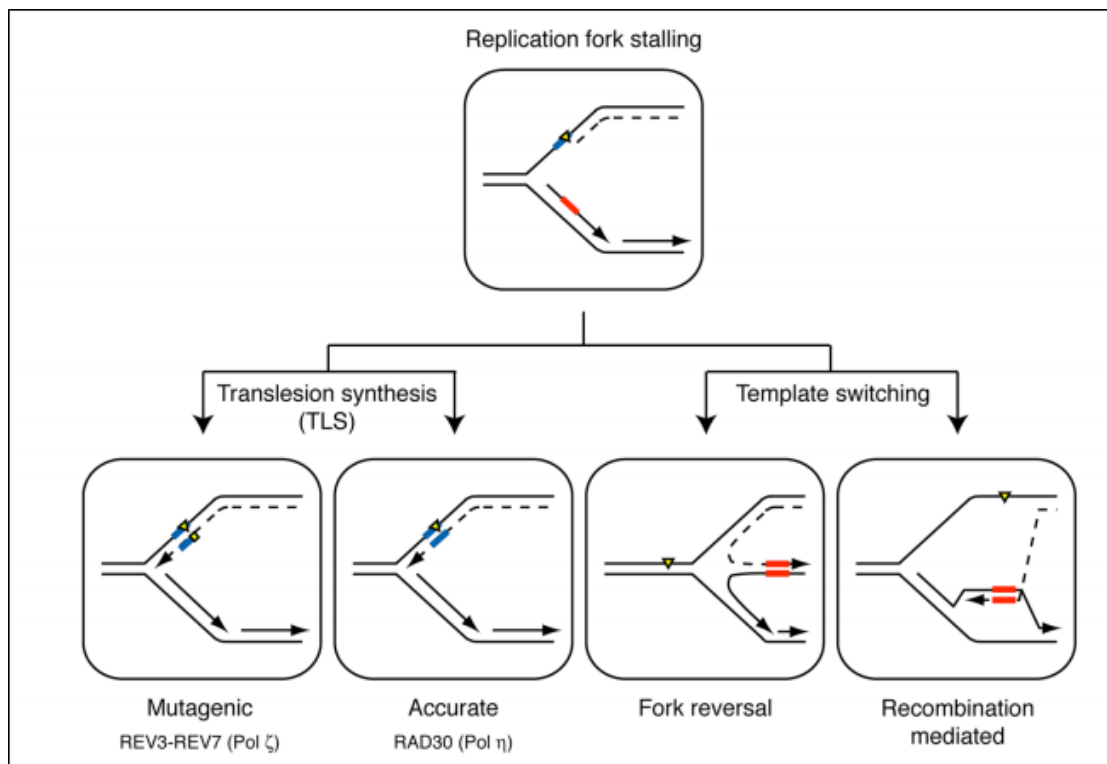 Replication fork stalling
Translesion synthesis
(TLS)
Template switching
Mutagenic
REV3-REV7 (Pol ζ)
Accurate
RAD30 (Pol η)
Fork reversal
Recombination
mediated